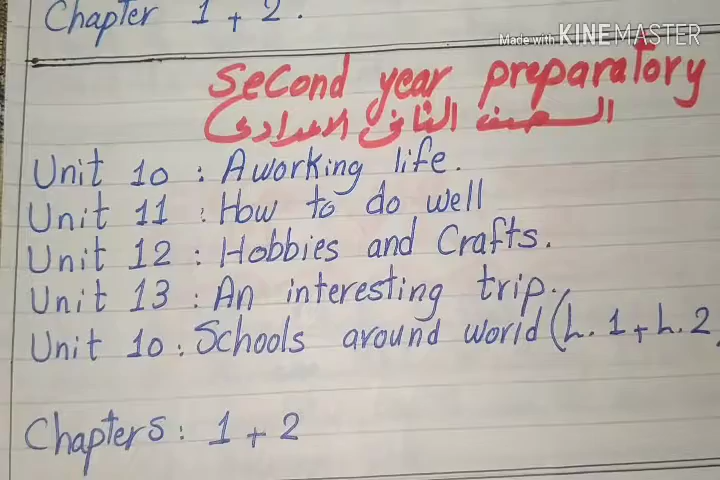 Chapter 1 + 2.
Made with KINEMASTER
Second year preparatory
الصف الثانى الاعدادى
Unit 10 : A working life.
Unit 11 : How to do well
Unit 12 : Hobbies and Crafts.
Unit 13 : An interesting trip.
Unit 10 : Schools around world (L. 1 + L. 2
Chapters : 1 + 2